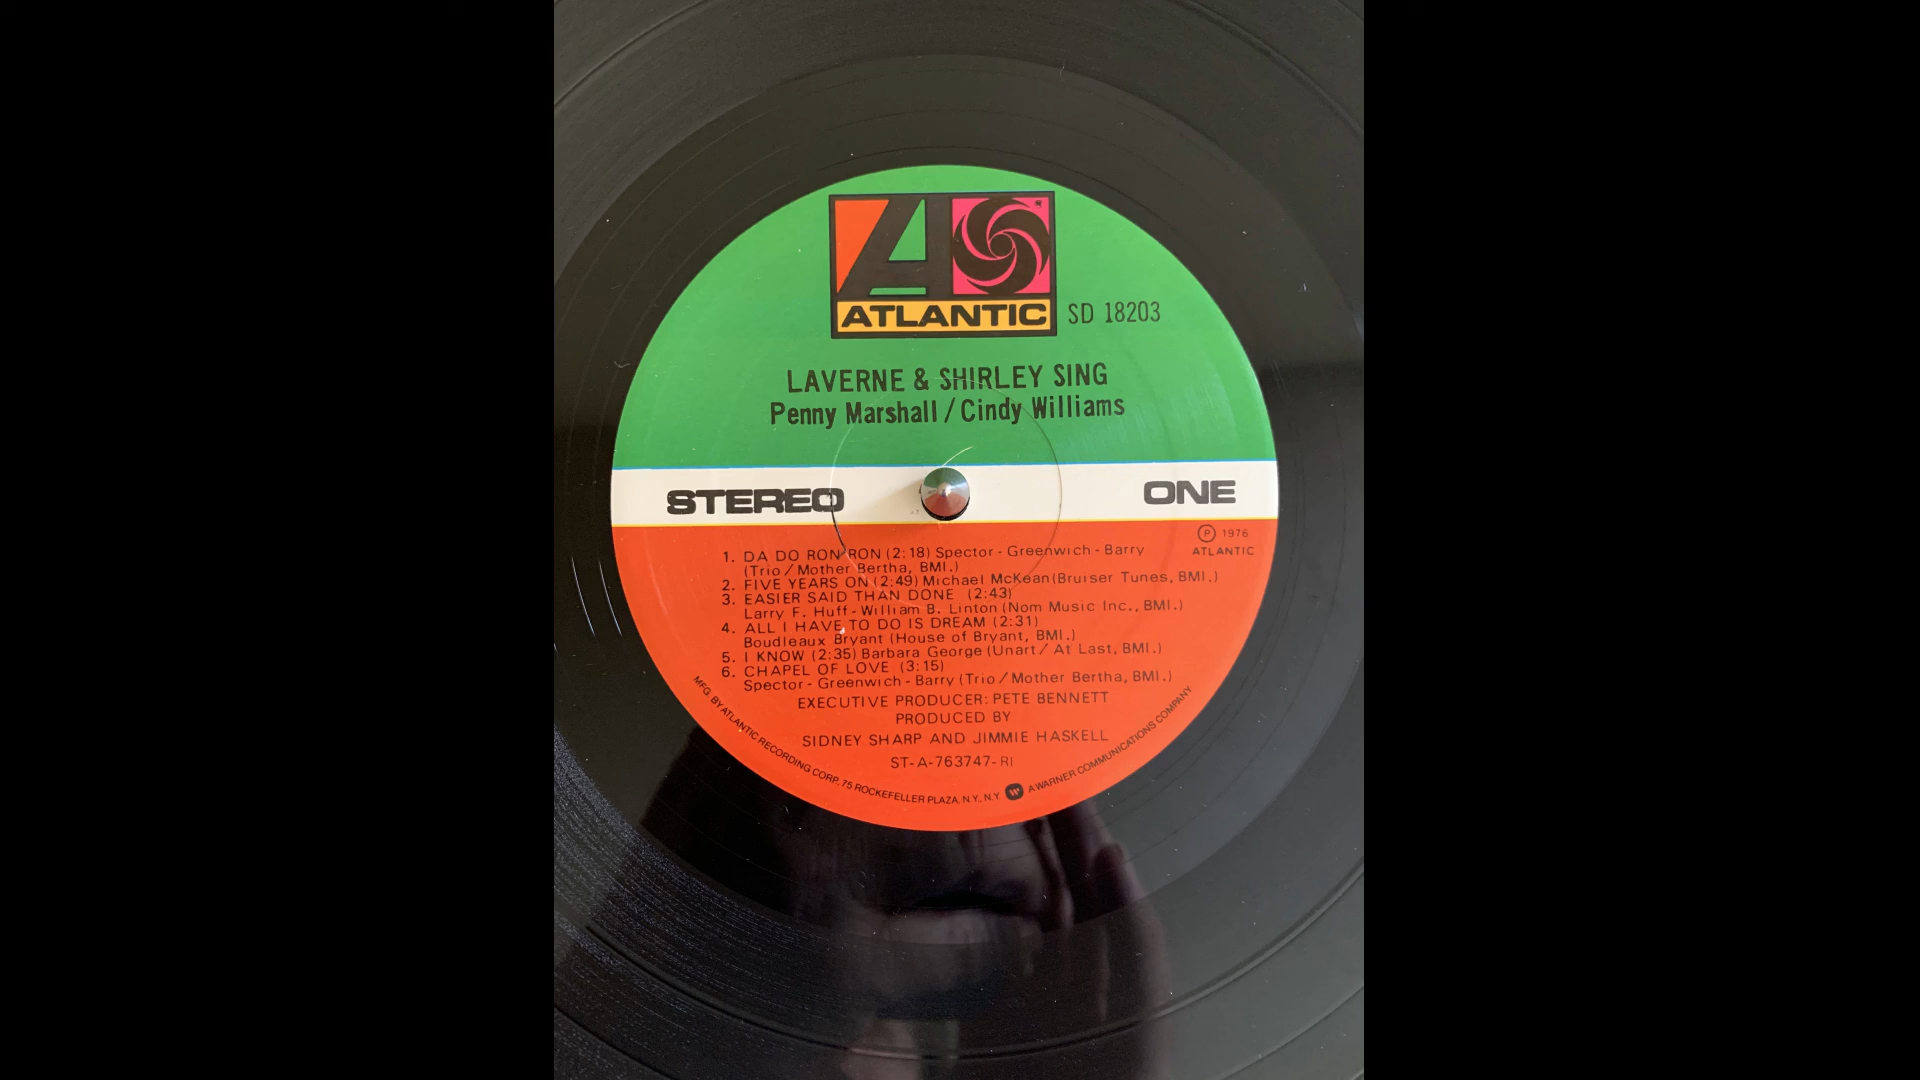 ATLANTIC
SD 18203
LAVERNE & SHIRLEY SING
Penny Marshall / Cindy Williams
STEREO
ONE
Ⓟ 1976
ATLANTIC
1. DA DO RON RON (2:18) Spector - Greenwich - Barry
(Trio / Mother Bertha, BMI.)
2. FIVE YEARS ON (2:49) Michael McKean (Bruiser Tunes, BMI.)
3. EASIER SAID THAN DONE (2:43)
Larry F. Huff - William B. Linton (Nom Music Inc., BMI.)
4. ALL I HAVE TO DO IS DREAM (2:31)
Boudleaux Bryant (House of Bryant, BMI.)
5. I KNOW (2:35) Barbara George (Unart / At Last, BMI.)
6. CHAPEL OF LOVE (3:15)
Spector - Greenwich - Barry (Trio / Mother Bertha, BMI.)
EXECUTIVE PRODUCER: PETE BENNETT
PRODUCED BY
SIDNEY SHARP AND JIMMIE HASKELL
ST-A-763747-RI
MFG. BY ATLANTIC RECORDING CORP., 75 ROCKEFELLER PLAZA, N.Y., N.Y. A WARNER COMMUNICATIONS COMPANY